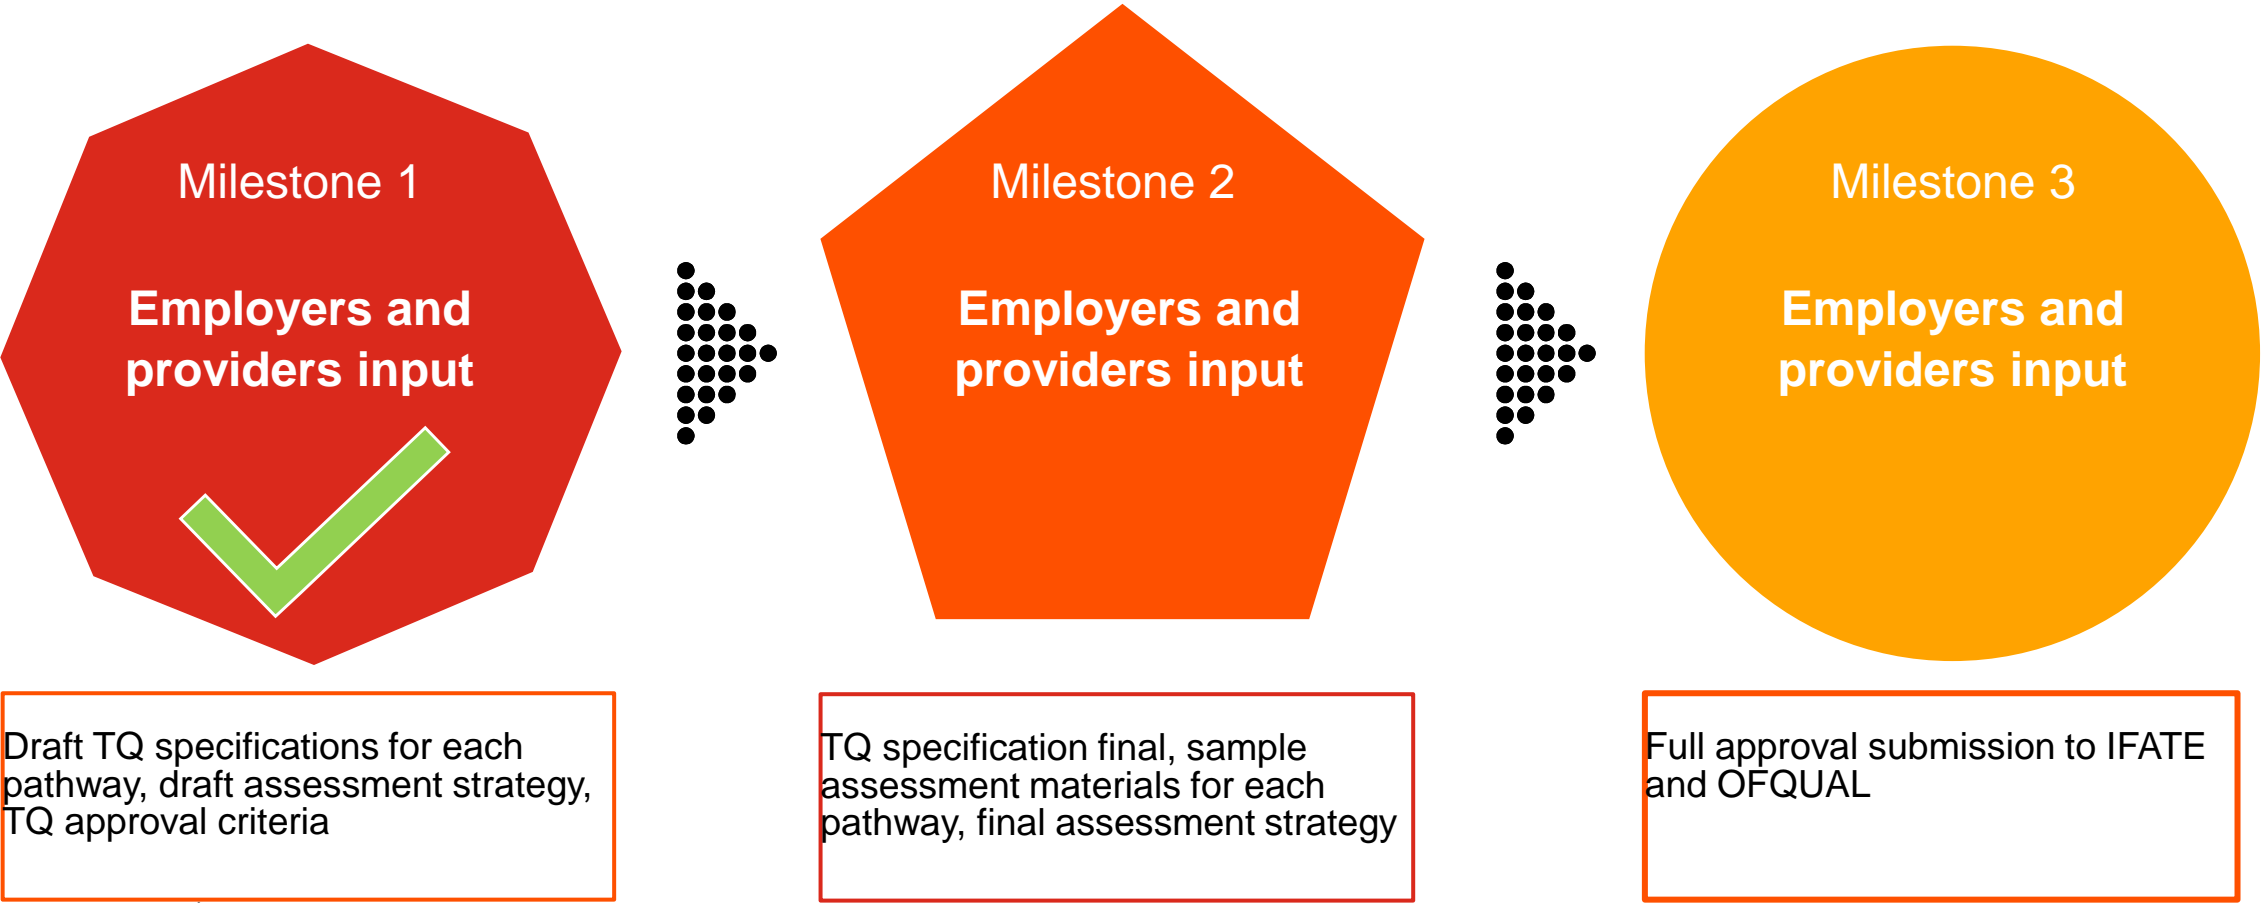 Milestone 1
Employers and
providers input
Draft TQ specifications for each
pathway, draft assessment strategy,
TQ approval criteria
Milestone 2
Employers and
providers input
TQ specification final, sample
assessment materials for each
pathway, final assessment strategy
Milestone 3
Employers and
providers input
Full approval submission to IFATE
and OFQUAL